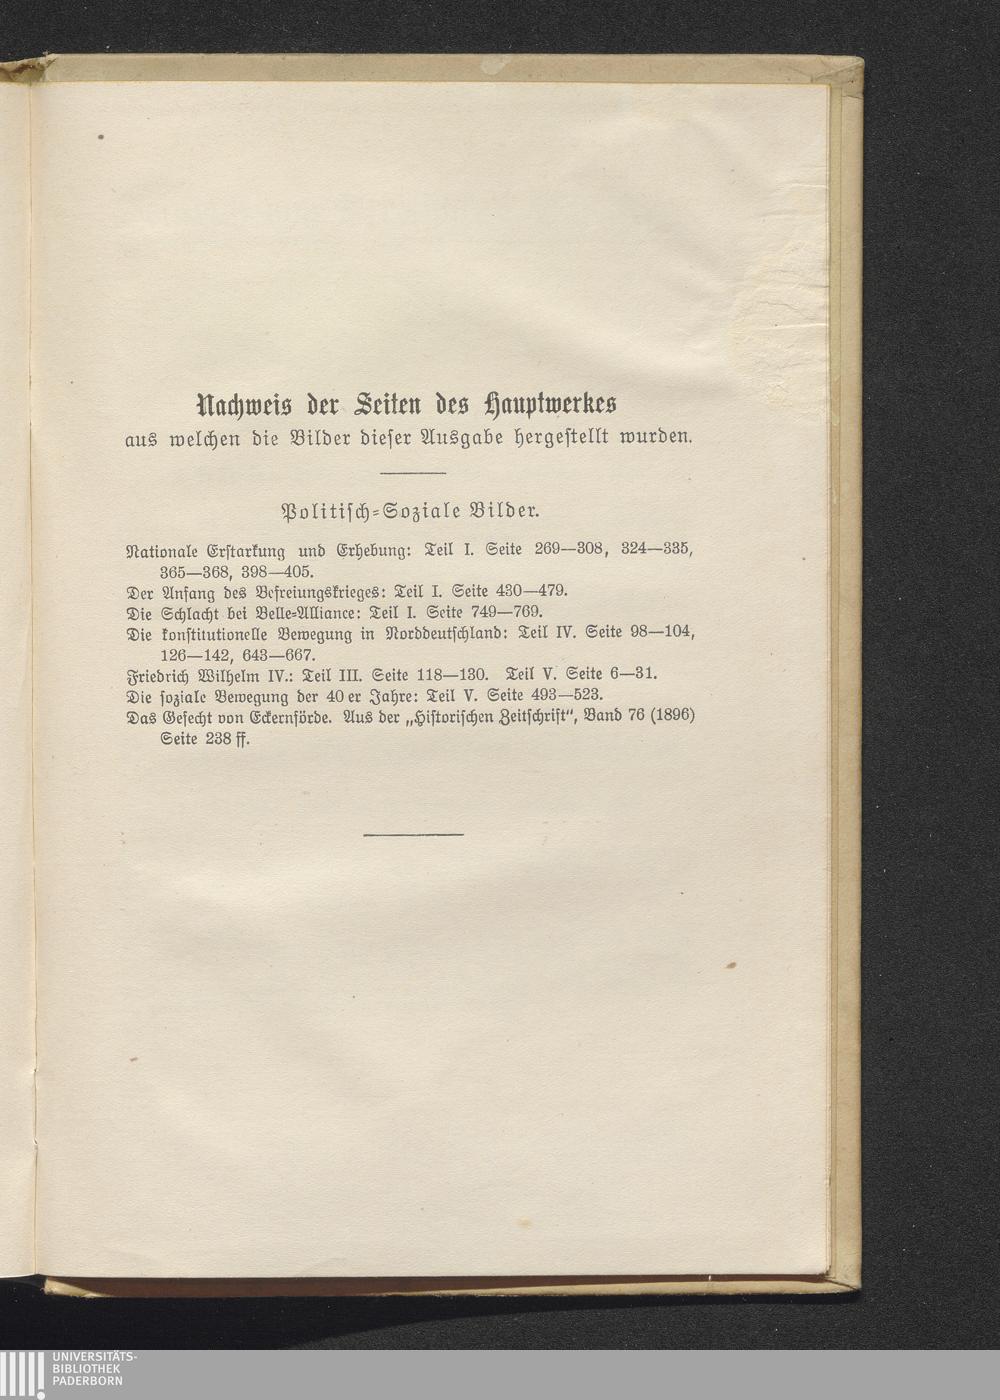 Nachweis der Seiten des Hauptwerkes
aus welchen die Bilder dieser Ausgabe hergestellt wurden.
Politisch-Soziale Bilder.
Nationale Erstarkung und Erhebung: Teil I. Seite 269—308, 324—335,
365—368, 398—405.
Der Anfang des Befreiungskrieges: Teil I. Seite 430—479.
Die Schlacht bei Belle-Alliance: Teil I. Seite 749—769.
Die konstitutionelle Bewegung in Norddeutschland: Teil IV. Seite 98—104,
126—142, 643—667.
Friedrich Wilhelm IV.: Teil III. Seite 118—130. Teil V. Seite 6—31.
Die soziale Bewegung der 40 er Jahre: Teil V. Seite 493—523.
Das Gefecht von Eckernförde. Aus der „Historischen Zeitschrift“, Band 76 (1896)
Seite 238 ff.
UNIVERSITÄTS-
BIBLIOTHEK
PADERBORN